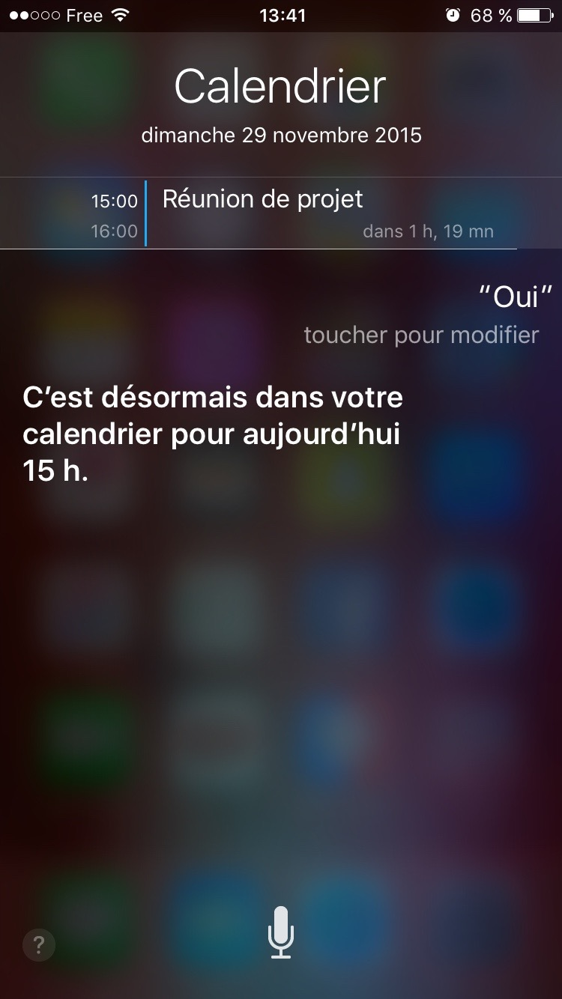 Free 13:41 68 %
Calendrier
dimanche 29 novembre 2015
15:00 Réunion de projet
16:00 dans 1 h, 19 mn
“Oui”
toucher pour modifier
C’est désormais dans votre
calendrier pour aujourd’hui
15 h.
?